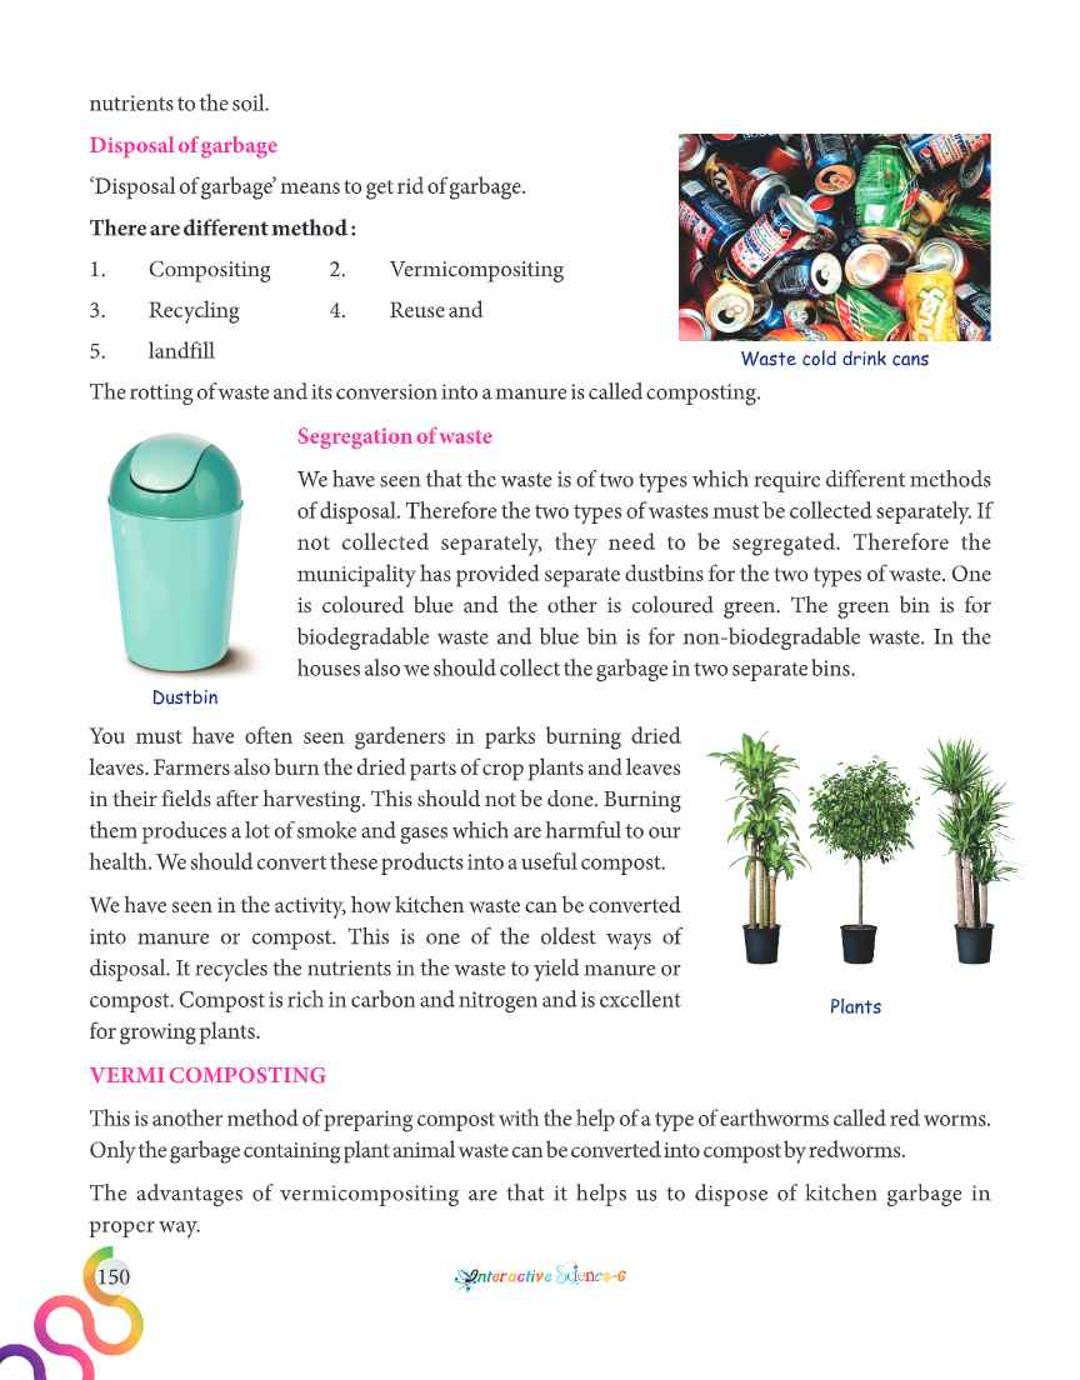 nutrients to the soil.
Disposal of garbage
‘Disposal of garbage’ means to get rid of garbage.
There are different method :
1. Compositing 2. Vermicompositing
3. Recycling 4. Reuse and
5. landfill
Waste cold drink cans
The rotting of waste and its conversion into a manure is called composting.
Segregation of waste
We have seen that the waste is of two types which require different methods
of disposal. Therefore the two types of wastes must be collected separately. If
not collected separately, they need to be segregated. Therefore the
municipality has provided separate dustbins for the two types of waste. One
is coloured blue and the other is coloured green. The green bin is for
biodegradable waste and blue bin is for non-biodegradable waste. In the
houses also we should collect the garbage in two separate bins.
Dustbin
You must have often seen gardeners in parks burning dried
leaves. Farmers also burn the dried parts of crop plants and leaves
in their fields after harvesting. This should not be done. Burning
them produces a lot of smoke and gases which are harmful to our
health. We should convert these products into a useful compost.
We have seen in the activity, how kitchen waste can be converted
into manure or compost. This is one of the oldest ways of
disposal. It recycles the nutrients in the waste to yield manure or
compost. Compost is rich in carbon and nitrogen and is excellent
for growing plants.
Plants
VERMI COMPOSTING
This is another method of preparing compost with the help of a type of earthworms called red worms.
Only the garbage containing plant animal waste can be converted into compost by redworms.
The advantages of vermicompositing are that it helps us to dispose of kitchen garbage in
proper way.
150
Interactive Science-6